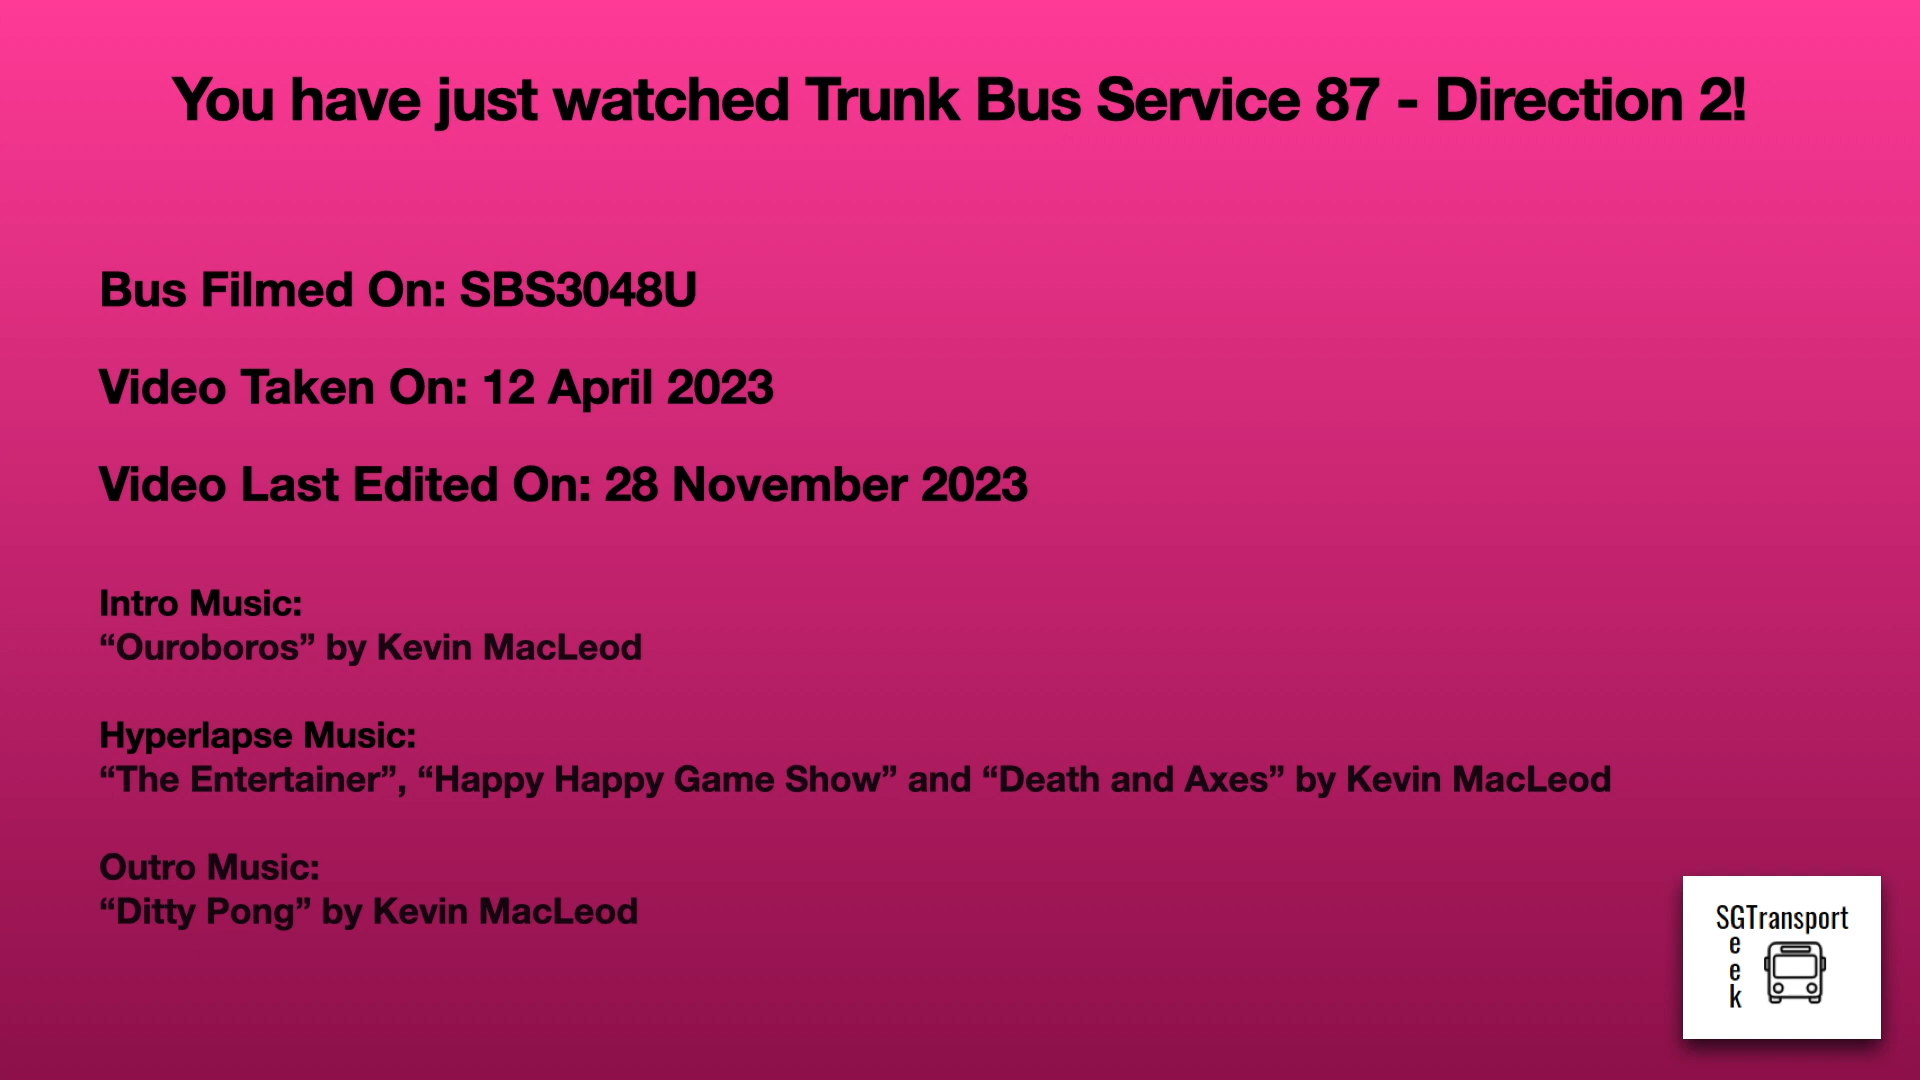 You have just watched Trunk Bus Service 87 - Direction 2!
Bus Filmed On: SBS3048U
Video Taken On: 12 April 2023
Video Last Edited On: 28 November 2023
Intro Music:
“Ouroboros” by Kevin MacLeod
Hyperlapse Music:
“The Entertainer”, “Happy Happy Game Show” and “Death and Axes” by Kevin MacLeod
Outro Music:
“Ditty Pong” by Kevin MacLeod
SGTransport
e
e
k